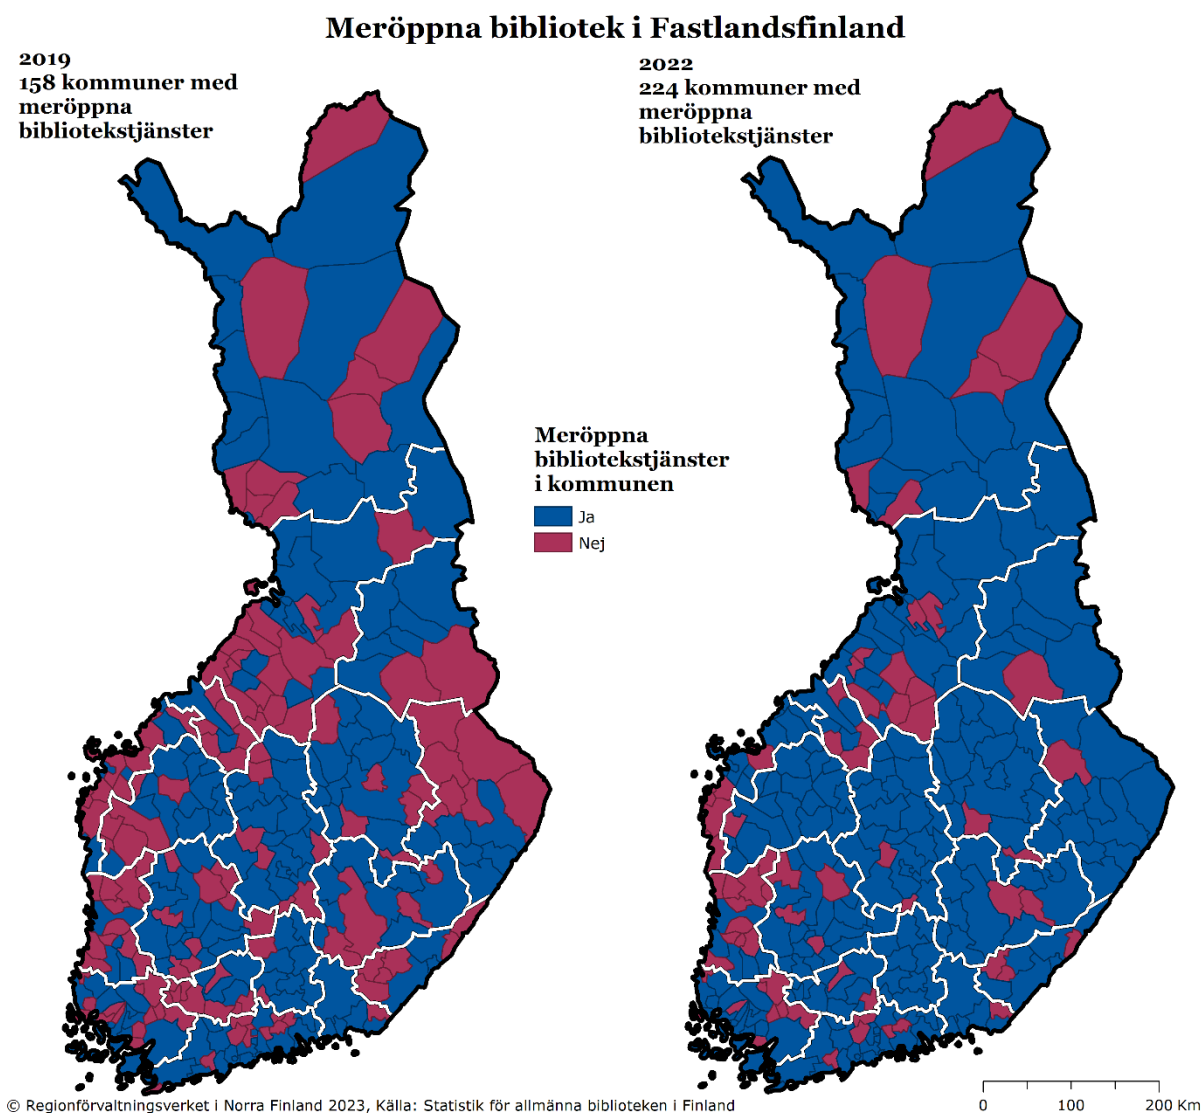 Meröppna bibliotek i Fastlandsfinland
2019
158 kommuner med
meröppna
bibliotekstjänster
2022
224 kommuner med
meröppna
bibliotekstjänster
Meröppna
bibliotekstjänster
i kommunen
Ja
Nej
0 100 200 Km
© Regionförvaltningsverket i Norra Finland 2023, Källa: Statistik för allmänna biblioteken i Finland